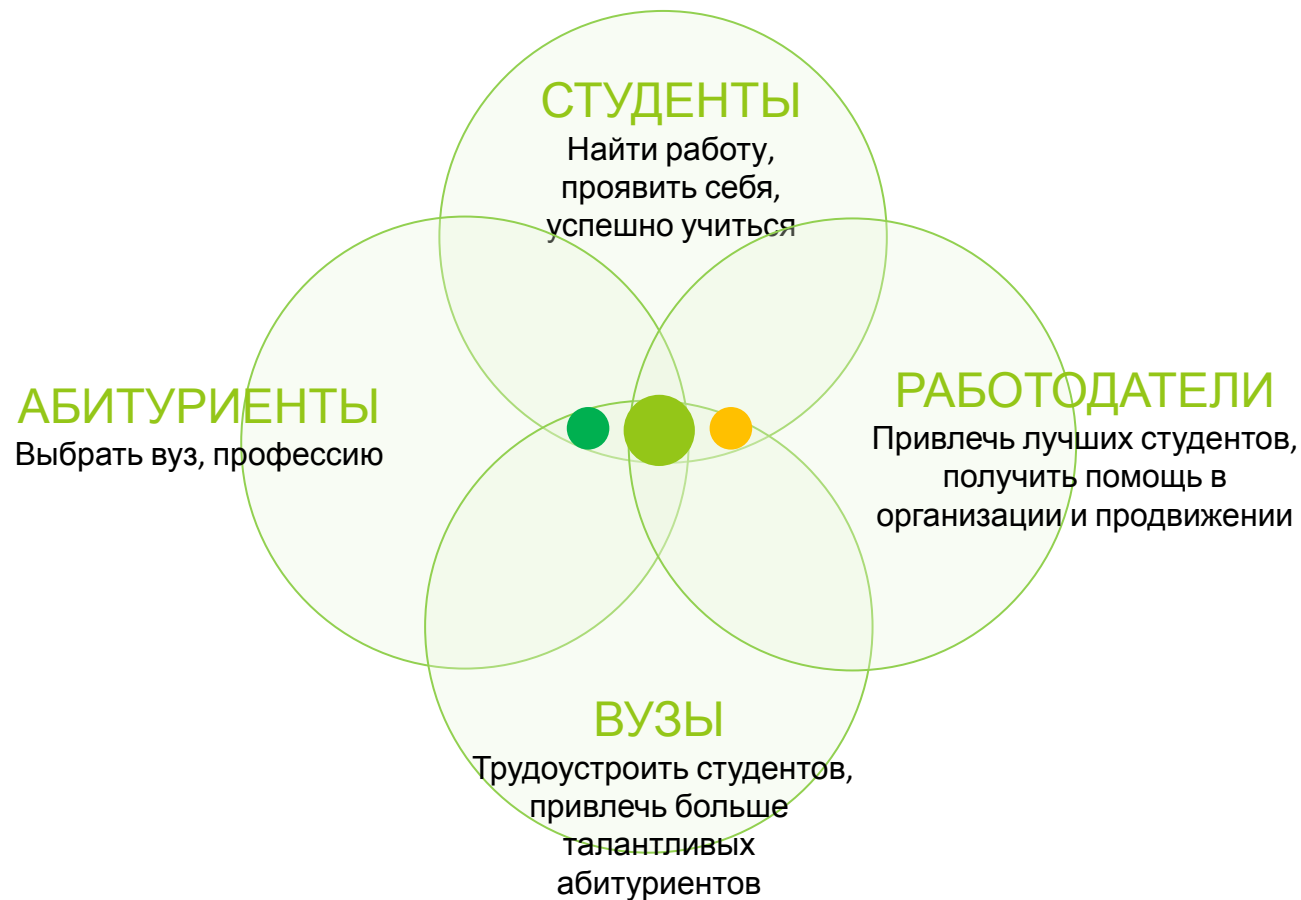 СТУДЕНТЫ
Найти работу,
проявить себя,
успешно учиться
АБИТУРИЕНТЫ
Выбрать вуз, профессию
РАБОТОДАТЕЛИ
Привлечь лучших студентов,
получить помощь в
организации и продвижении
ВУЗЫ
Трудоустроить студентов,
привлечь больше
талантливых
абитуриентов